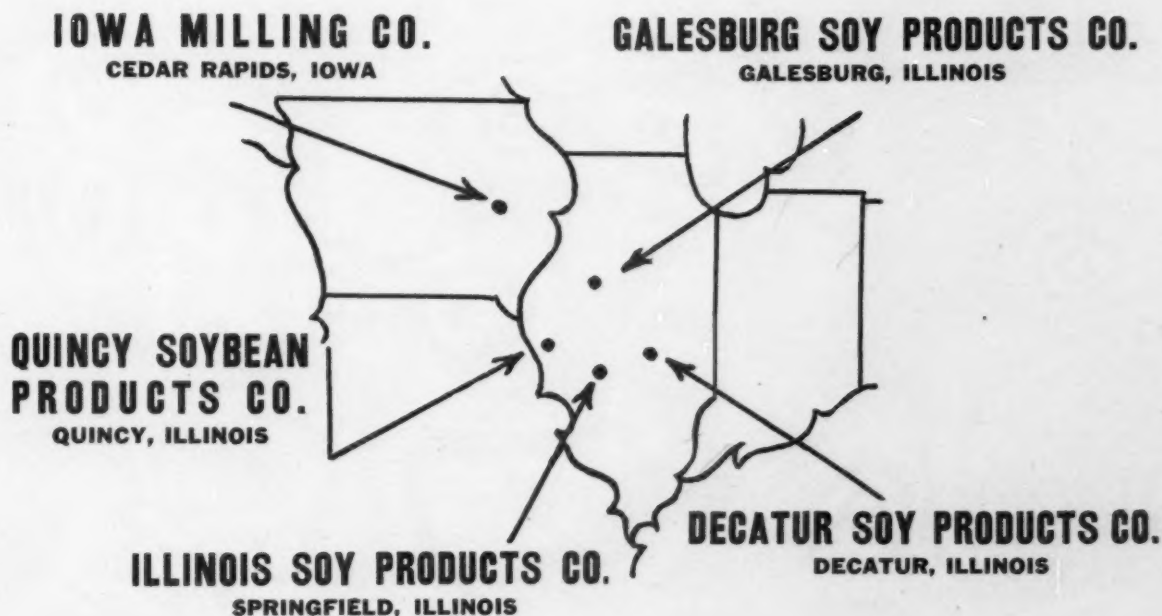 IOWA MILLING CO.
CEDAR RAPIDS, IOWA
GALESBURG SOY PRODUCTS CO.
GALESBURG, ILLINOIS
QUINCY SOYBEAN
PRODUCTS CO.
QUINCY, ILLINOIS
DECATUR SOY PRODUCTS CO.
DECATUR, ILLINOIS
ILLINOIS SOY PRODUCTS CO.
SPRINGFIELD, ILLINOIS